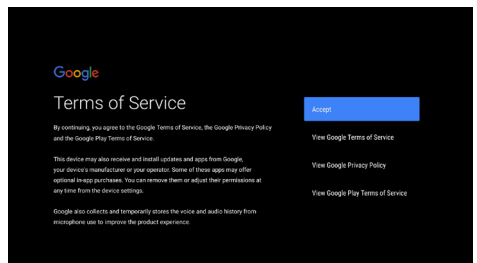 Google
Terms of Service
By continuing, you agree to the Google Terms of Service, the Google Privacy Policy
and the Google Play Terms of Service.
This device may also receive and install updates and apps from Google,
your device's manufacturer or your operator. Some of these apps may offer
optional in-app purchases. You can remove them or adjust their permissions at
any time from the device settings.
Google also collects and temporarily stores the voice and audio history from
microphone use to improve the product experience.
Accept
View Google Terms of Service
View Google Privacy Policy
View Google Play Terms of Service